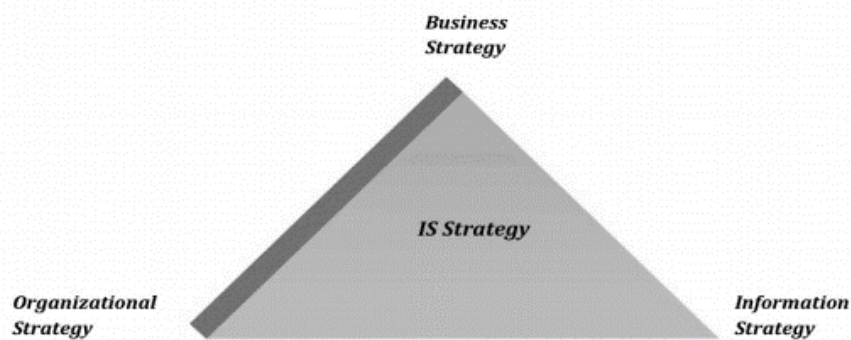 Business
Strategy
IS Strategy
Organizational
Strategy
Information
Strategy